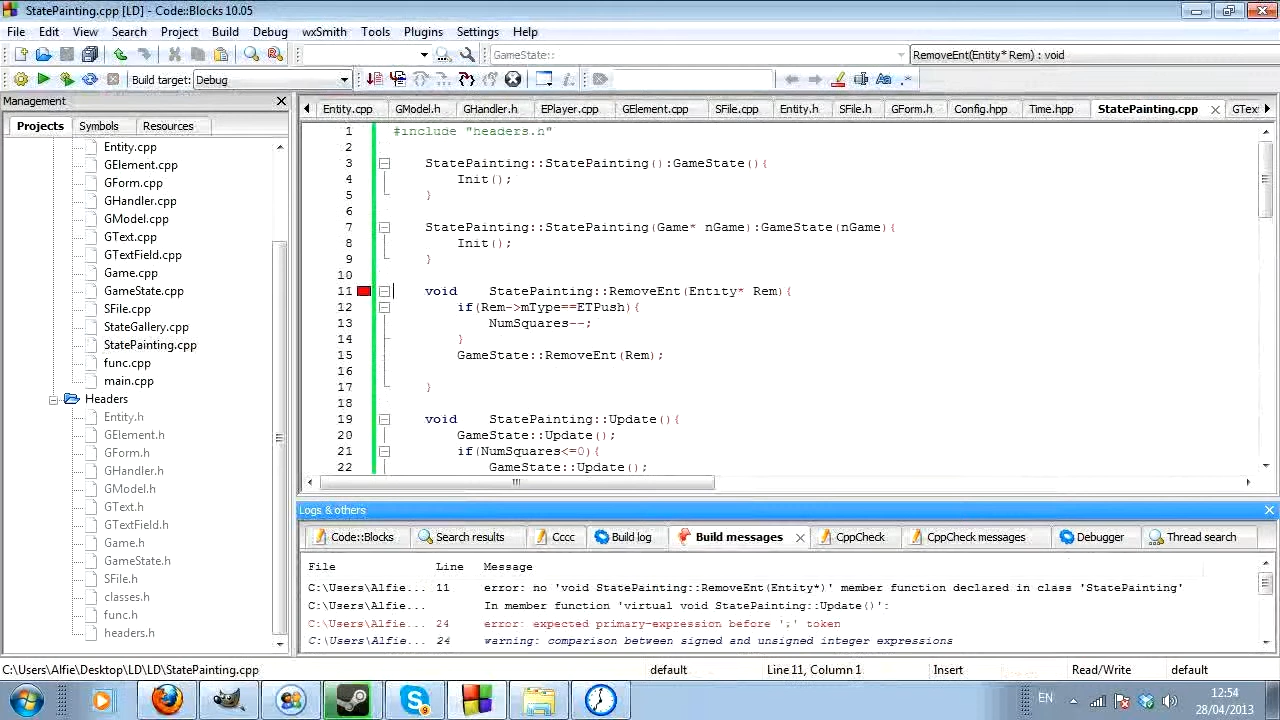 StatePainting.cpp [LD] - Code::Blocks 10.05
File Edit View Search Project Build Debug wxSmith Tools Plugins Settings Help
GameState:: RemoveEnt(Entity* Rem) : void
Build target: Debug
Management
Projects Symbols Resources
Entity.cpp
GElement.cpp
GForm.cpp
GHandler.cpp
GModel.cpp
GText.cpp
GTextField.cpp
Game.cpp
GameState.cpp
SFile.cpp
StateGallery.cpp
StatePainting.cpp
func.cpp
main.cpp
Headers
Entity.h
GElement.h
GForm.h
GHandler.h
GModel.h
GText.h
GTextField.h
Game.h
GameState.h
SFile.h
classes.h
func.h
headers.h
Entity.cpp GModel.h GHandler.h EPlayer.cpp GElement.cpp SFile.cpp Entity.h SFile.h GForm.h Config.hpp Time.hpp StatePainting.cpp GTex
1 #include "headers.h"
2
3 StatePainting::StatePainting():GameState(){
4 Init();
5 }
6
7 StatePainting::StatePainting(Game* nGame):GameState(nGame){
8 Init();
9 }
10
11 void StatePainting::RemoveEnt(Entity* Rem){
12 if(Rem->mType==ETPush){
13 NumSquares--;
14 }
15 GameState::RemoveEnt(Rem);
16
17 }
18
19 void StatePainting::Update(){
20 GameState::Update();
21 if(NumSquares<=0){
22 GameState::Update();
Logs & others
Code::Blocks Search results Cccc Build log Build messages CppCheck CppCheck messages Debugger Thread search
File Line Message
C:\Users\Alfie... 11 error: no 'void StatePainting::RemoveEnt(Entity*)' member function declared in class 'StatePainting'
C:\Users\Alfie... In member function 'virtual void StatePainting::Update()':
C:\Users\Alfie... 24 error: expected primary-expression before ';' token
C:\Users\Alfie... 24 warning: comparison between signed and unsigned integer expressions
C:\Users\Alfie\Desktop\LD\LD\StatePainting.cpp default Line 11, Column 1 Insert Read/Write default
9
EN
12:54
28/04/2013